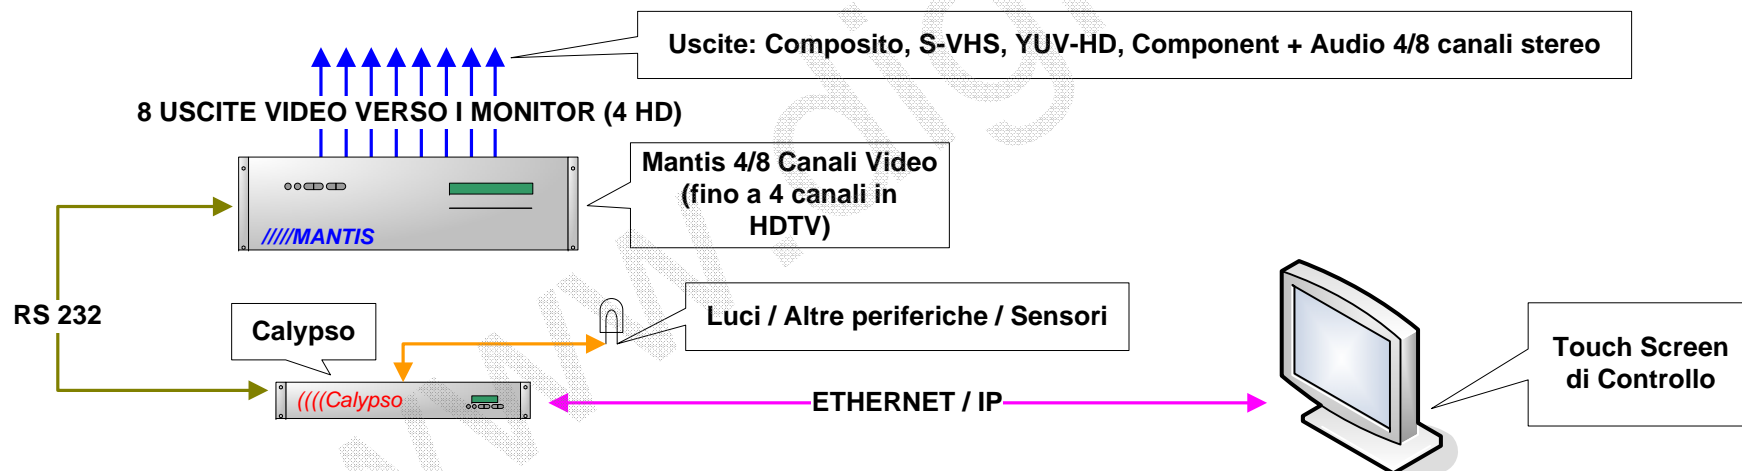 Uscite: Composito, S-VHS, YUV-HD, Component + Audio 4/8 canali stereo
8 USCITE VIDEO VERSO I MONITOR (4 HD)
Mantis 4/8 Canali Video
(fino a 4 canali in
HDTV)
/////MANTIS
RS 232
Calypso
Luci / Altre periferiche / Sensori
Touch Screen
di Controllo
((((Calypso
ETHERNET / IP
www.dig